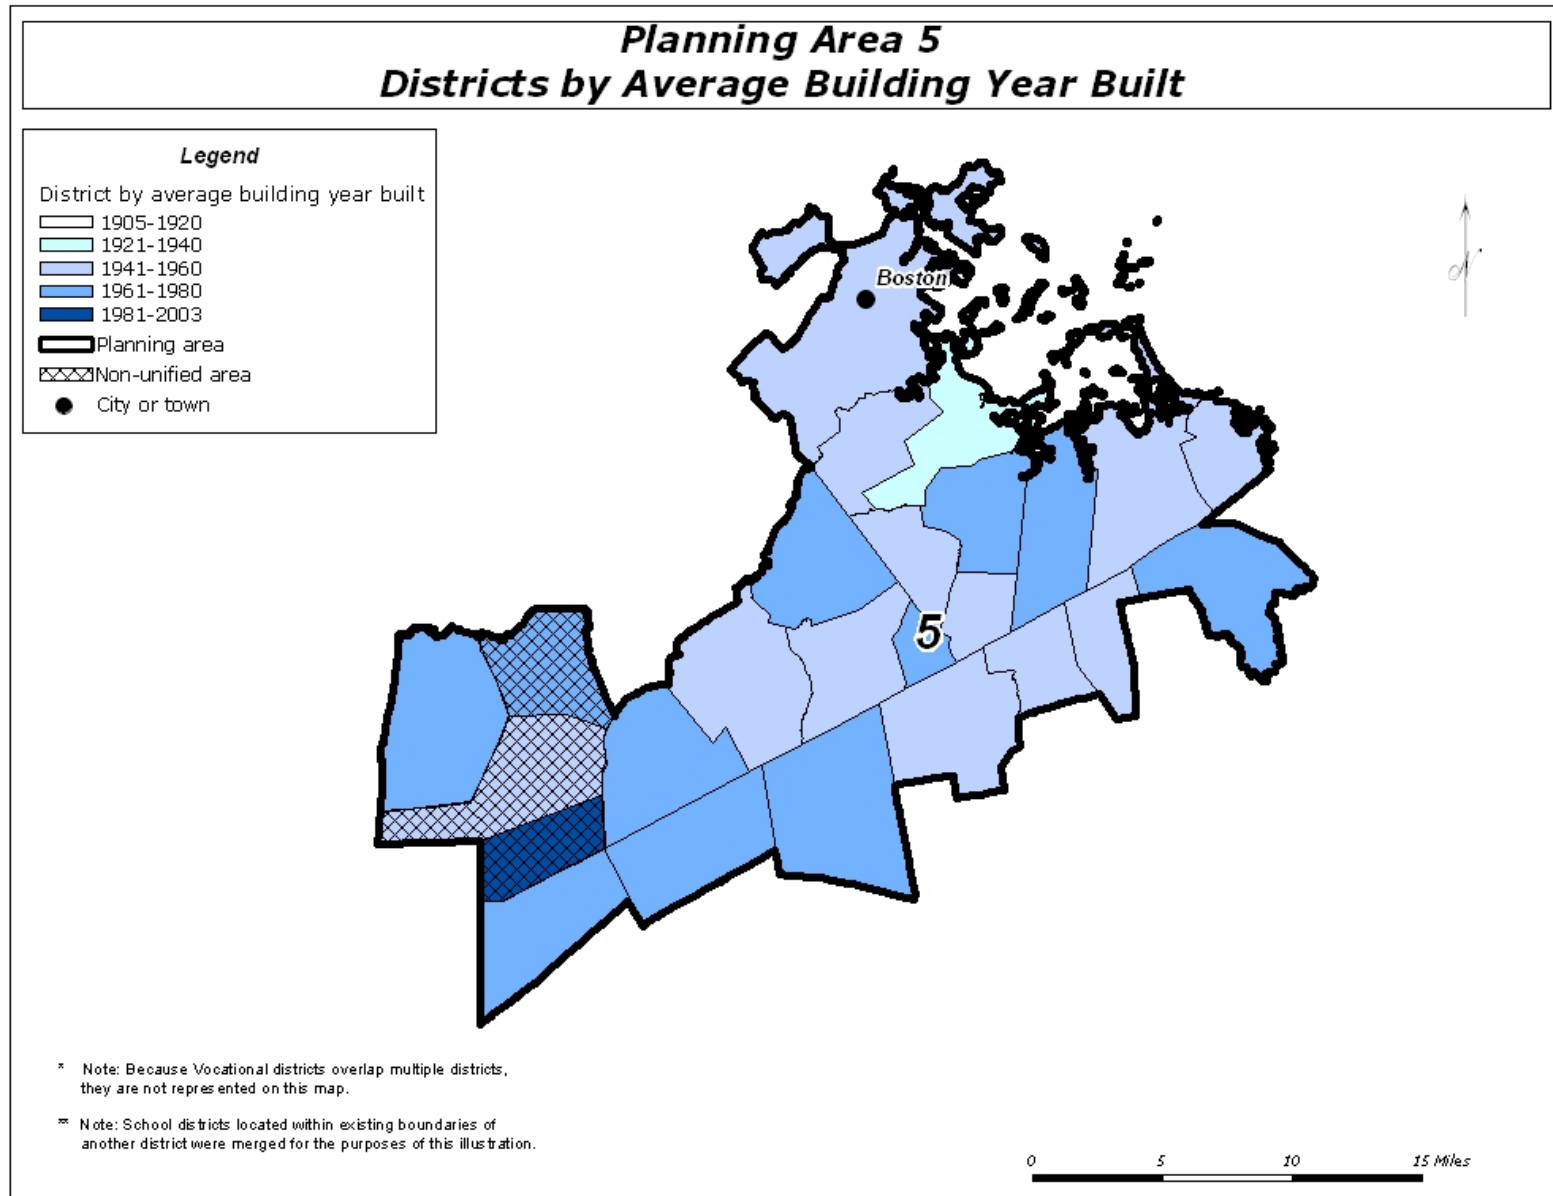 Planning Area 5
Districts by Average Building Year Built
Legend
District by average building year built
1905-1920
1921-1940
1941-1960
1961-1980
1981-2003
Planning area
Non-unified area
City or town
Boston
N
5
* Note: Because Vocational districts overlap multiple districts,
they are not represented on this map.
** Note: School districts located within existing boundaries of
another district were merged for the purposes of this illustration.
0 5 10 15 Miles